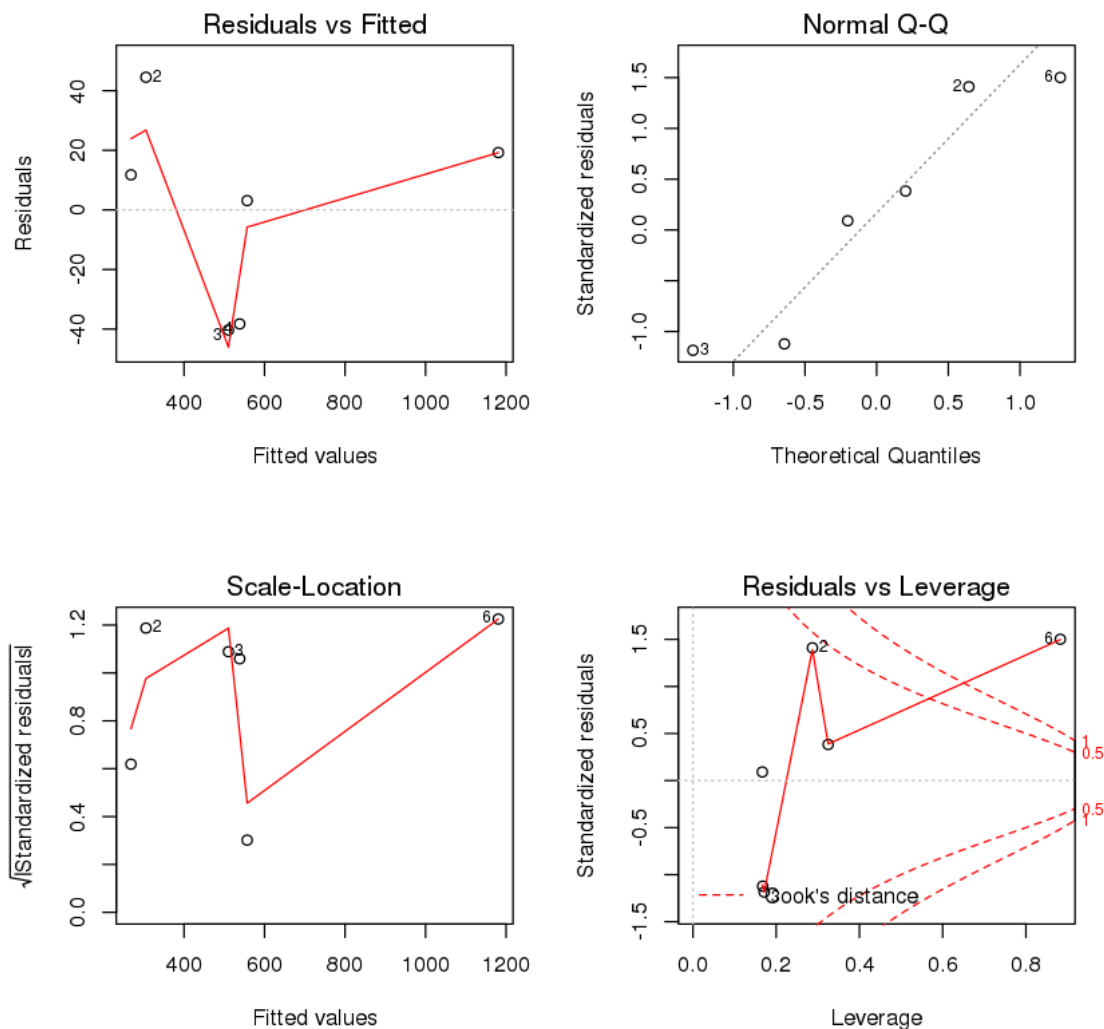 Residuals vs Fitted
Residuals
40
20
0
-20
-40
2
3
4
400 600 800 1000 1200
Fitted values
Normal Q-Q
Standardized residuals
1.5
1.0
0.5
0.0
-1.0
2
6
3
-1.0 -0.5 0.0 0.5 1.0
Theoretical Quantiles
Scale-Location
√|Standardized residuals|
1.2
0.8
0.4
0.0
2
3
6
400 600 800 1000 1200
Fitted values
Residuals vs Leverage
Standardized residuals
1.5
0.5
-0.5
-1.5
2
6
1
0.5
0.5
1
3
Cook's distance
0.0 0.2 0.4 0.6 0.8
Leverage